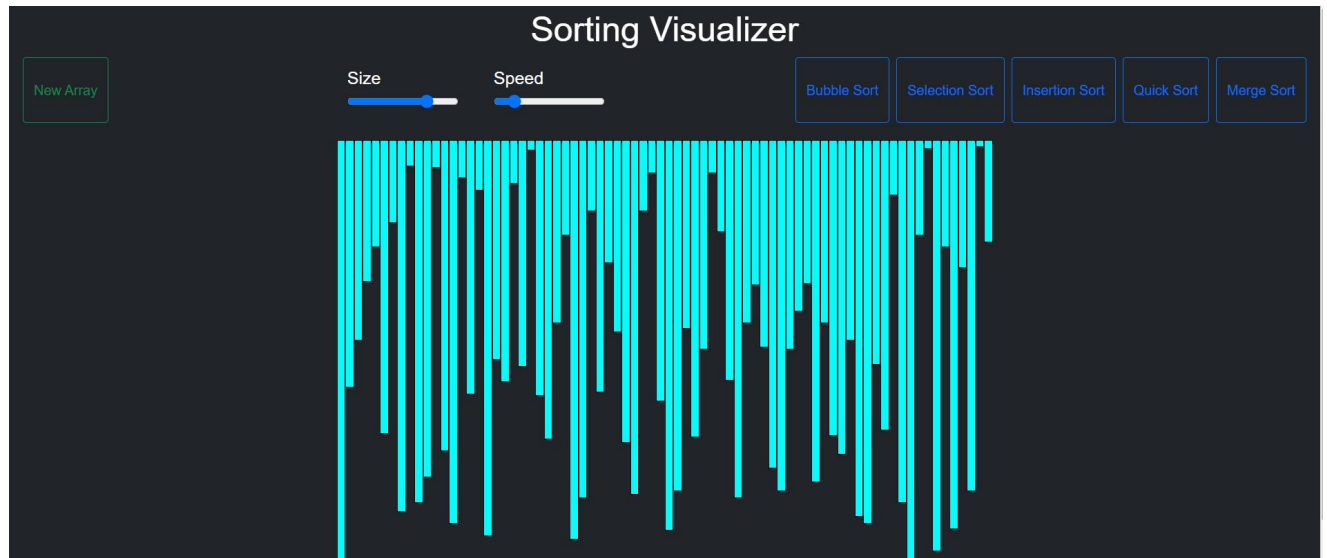 Sorting Visualizer
New Array
Size
Speed
Bubble Sort
Selection Sort
Insertion Sort
Quick Sort
Merge Sort